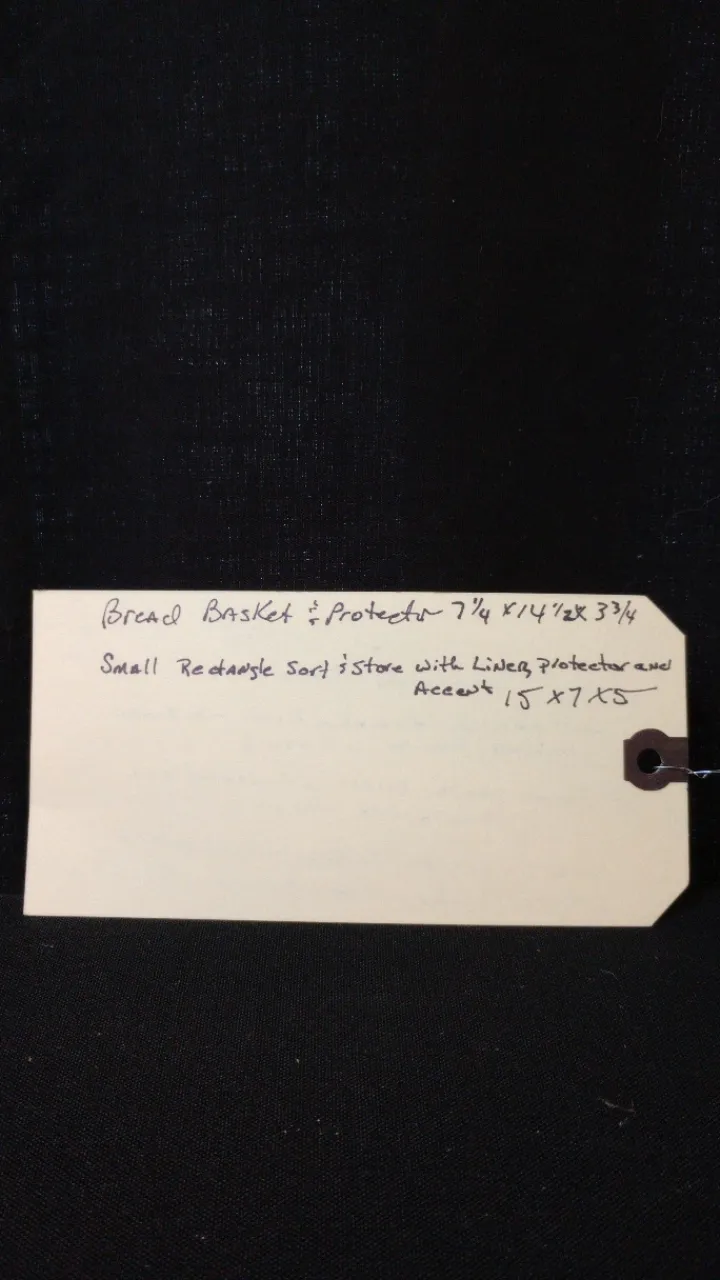 Bread Basket & Protector 7 1/4 x 14 1/2 x 3 3/4
Small Rectangle Sort & Store with Liner, Protector and
Accent 15 x 7 x 5